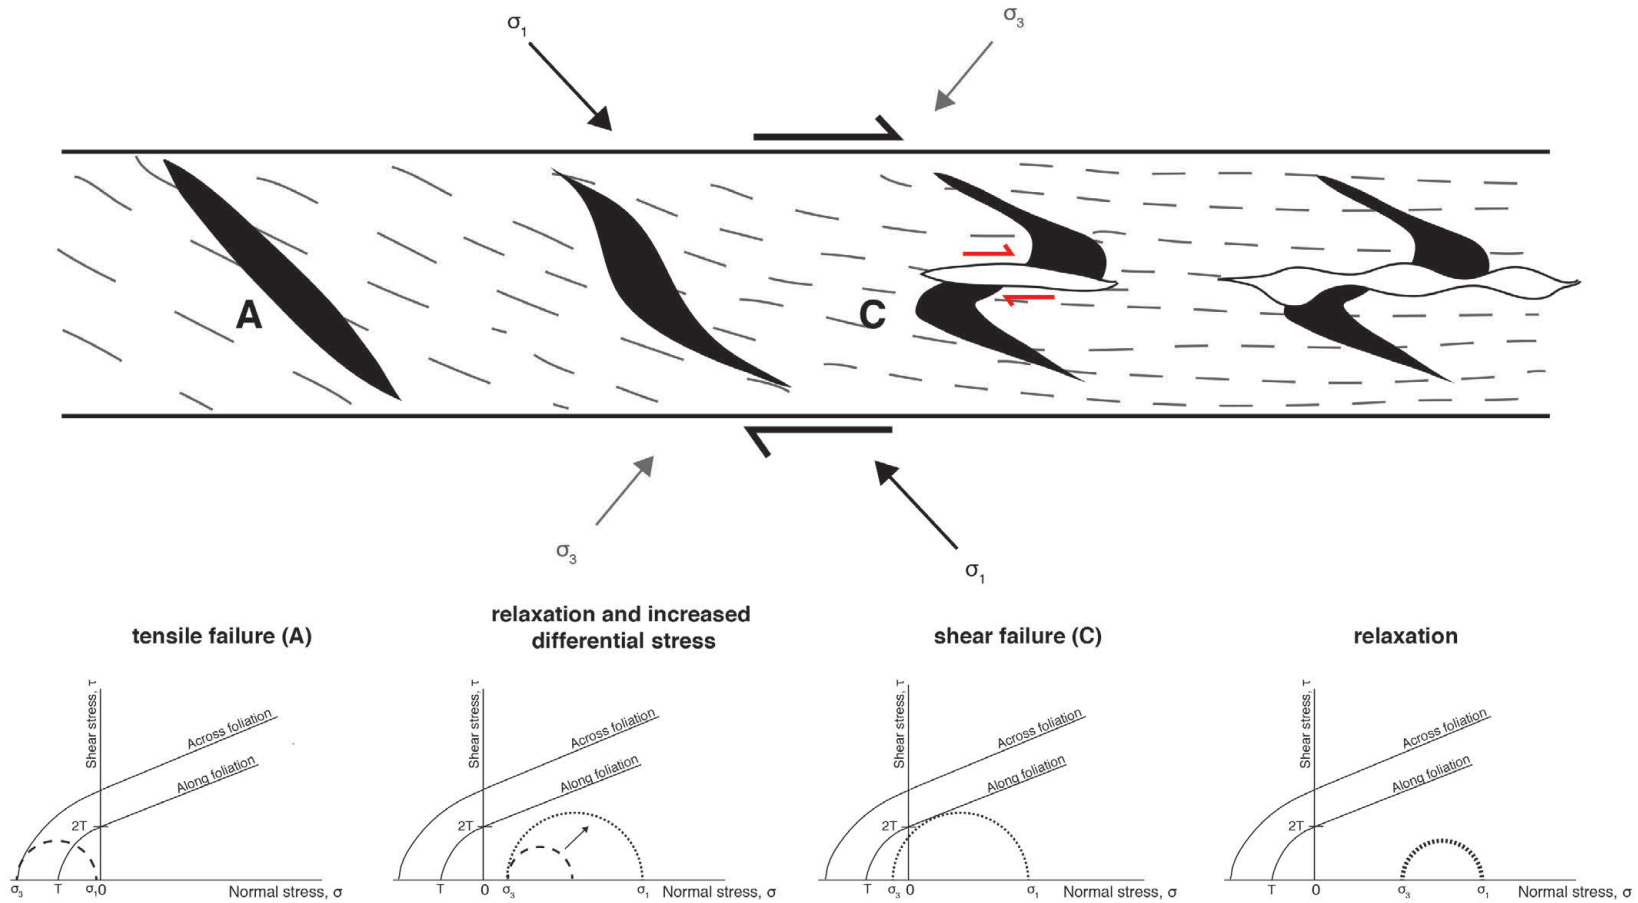 σ1
σ3
A
C
σ3
σ1
tensile failure (A)
relaxation and increased
differential stress
shear failure (C)
relaxation
Shear stress, τ
Across foliation
Along foliation
2T
σ3
T
σ1
0
Normal stress, σ
Shear stress, τ
Across foliation
Along foliation
2T
T
0
σ3
σ1
Normal stress, σ
Shear stress, τ
Across foliation
Along foliation
2T
T
σ3
0
σ1
Normal stress, σ
Shear stress, τ
Across foliation
Along foliation
2T
T
0
σ3
σ1
Normal stress, σ